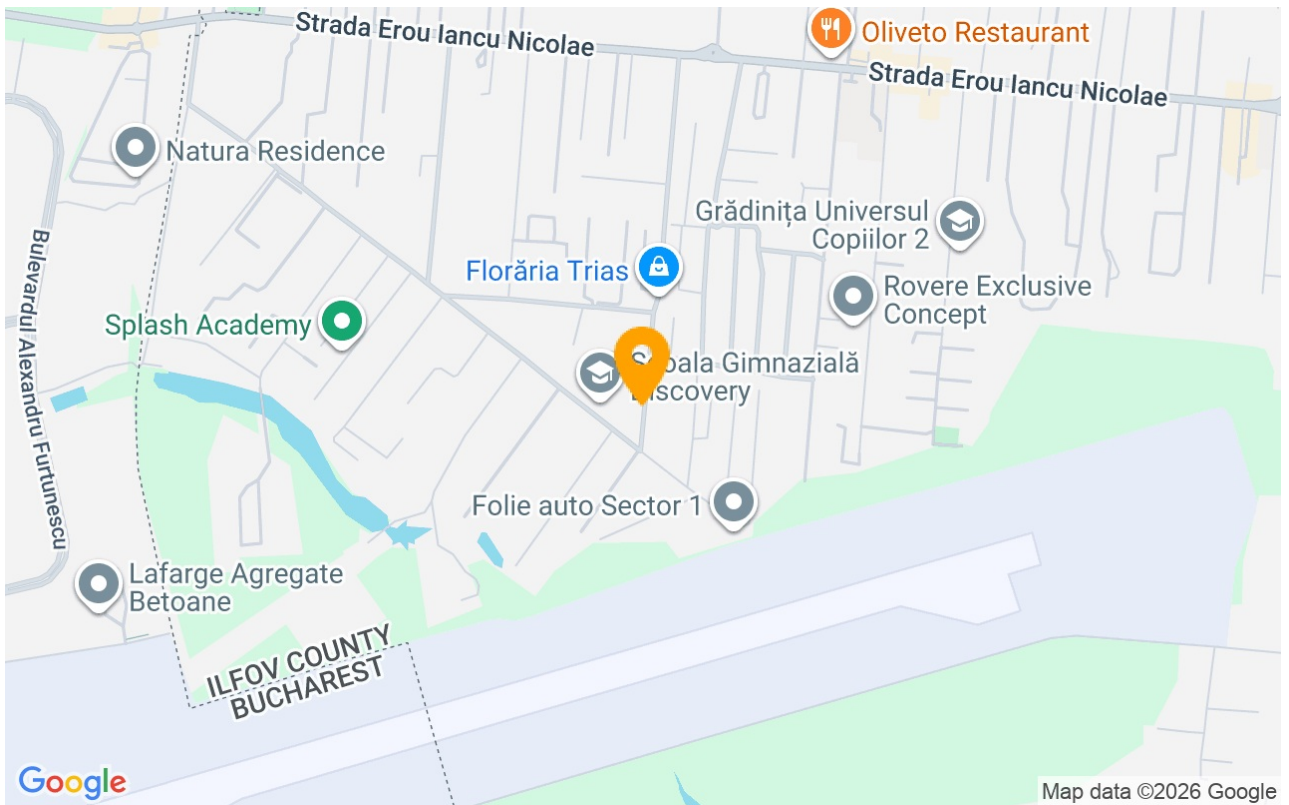 Strada Erou Iancu Nicolae
Oliveto Restaurant
Strada Erou Iancu Nicolae
Natura Residence
Grădinița Universul
Copiilor 2
Florăria Trias
Rovere Exclusive
Concept
Splash Academy
Bulevardul Alexandru Furtunescu
Gimnazială
Folie auto Sector 1
Lafarge Agregate
Betoane
ILFOV COUNTY
BUCHAREST
Google
Map data ©2026 Google